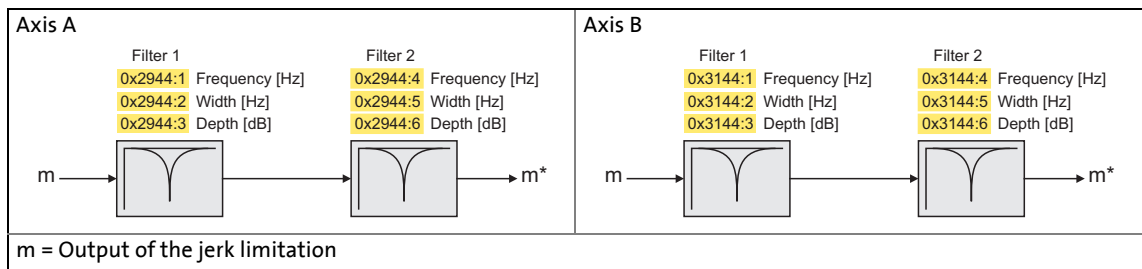 Axis A
Filter 1
0x2944:1 Frequency [Hz]
0x2944:2 Width [Hz]
0x2944:3 Depth [dB]
Filter 2
0x2944:4 Frequency [Hz]
0x2944:5 Width [Hz]
0x2944:6 Depth [dB]
m
m*
Axis B
Filter 1
0x3144:1 Frequency [Hz]
0x3144:2 Width [Hz]
0x3144:3 Depth [dB]
Filter 2
0x3144:4 Frequency [Hz]
0x3144:5 Width [Hz]
0x3144:6 Depth [dB]
m
m*
m = Output of the jerk limitation